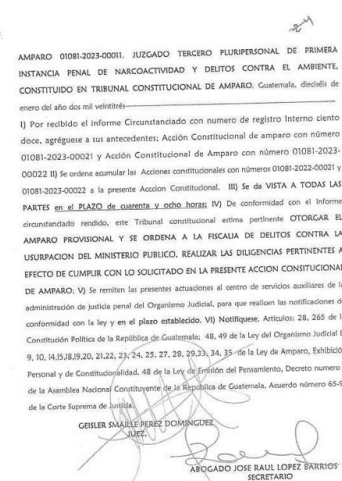 AMPARO 01081-2023-00011. JUZGADO TERCERO PLURIPERSONAL DE PRIMERA
INSTANCIA PENAL DE NARCOACTIVIDAD Y DELITOS CONTRA EL AMBIENTE,
CONSTITUIDO EN TRIBUNAL CONSTITUCIONAL DE AMPARO. Guatemala, dieciséis de
enero del año dos mil veintitrés----------
I) Por recibido el informe Circunstanciado con numero de registro Interno ciento
doce, agréguese a sus antecedentes; Acción Constitucional de amparo con número
01081-2023-00021 y Acción Constitucional de Amparo con número 01081-2023-
00022 II) Se ordena acumular las Acciones constitucionales con números 01081-2022-00021 y
01081-2023-00022 a la presente Accion Constitucional. III) Se da VISTA A TODAS LAS
PARTES en el PLAZO de cuarenta y ocho horas; IV) De conformidad con el Informe
circunstanciado rendido, este Tribunal constitucional estima pertinente OTORGAR EL
AMPARO PROVISIONAL Y SE ORDENA A LA FISCALIA DE DELITOS CONTRA LA
USURPACION DEL MINISTERIO PUBLICO, REALIZAR LAS DILIGENCIAS PERTINENTES A
EFECTO DE CUMPLIR CON LO SOLICITADO EN LA PRESENTE ACCION CONSITUCIONAL
DE AMPARO; V) Se remiten las presentes actuaciones al centro de servicios auxiliares de la
administración de justicia penal del Organismo Judicial, para que realicen las notificaciones de
conformidad con la ley y en el plazo establecido. VI) Notifíquese. Artículos: 28, 265 de la
Constitución Política de la República de Guatemala; 48, 49 de la Ley del Organismo Judicial 8,
9, 10, 14,15,18,19,20, 21,22, 23, 24, 25, 27, 28, 29,33, 34, 35 de la Ley de Amparo, Exhibición
Personal y de Constitucionalidad. 48 de la Ley de Emisión del Pensamiento, Decreto numero
de la Asamblea Nacional Constituyente de la República de Guatemala, Acuerdo número 65-9
de la Corte Suprema de Justicia.
GEISLER SMAILLE PEREZ DOMINGUEZ
JUEZ.
ABOGADO JOSE RAUL LOPEZ BARRIOS
SECRETARIO